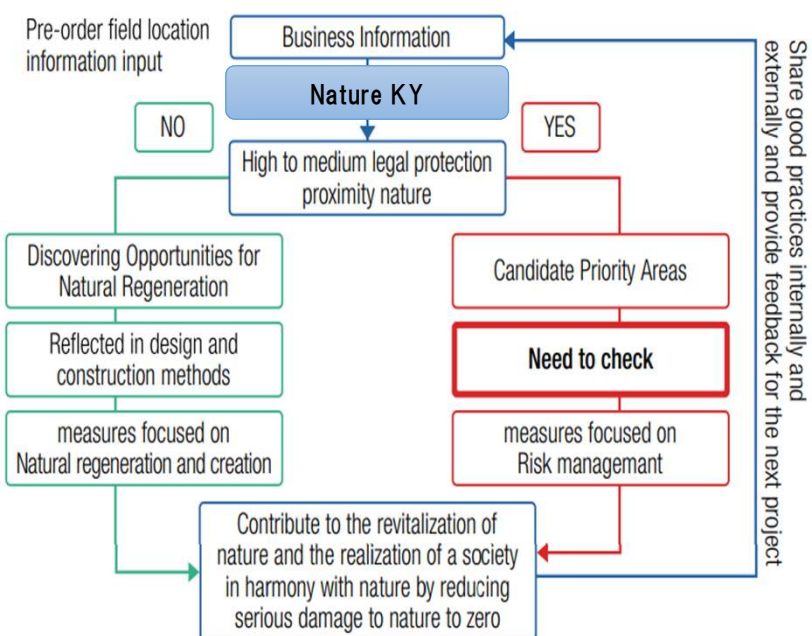 Pre-order field location
information input
Business Information
Nature KY
NO
YES
High to medium legal protection
proximity nature
Discovering Opportunities for
Natural Regeneration
Reflected in design and
construction methods
measures focused on
Natural regeneration and creation
Candidate Priority Areas
Need to check
measures focused on
Risk managemant
Contribute to the revitalization of
nature and the realization of a society
in harmony with nature by reducing
serious damage to nature to zero
Share good practices internally and
externally and provide feedback for the next project